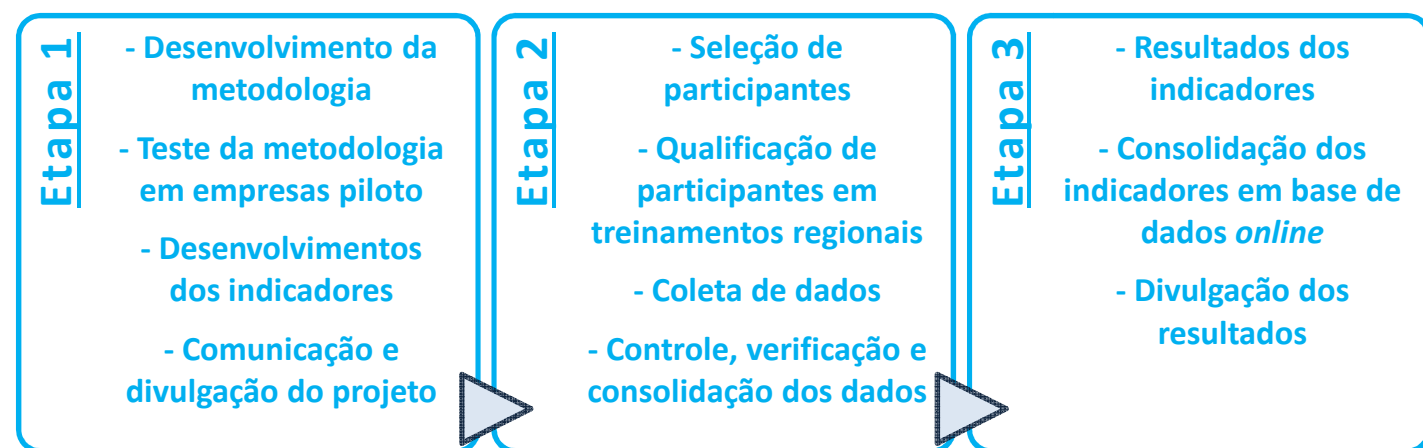 Etapa 1
- Desenvolvimento da
metodologia
- Teste da metodologia
em empresas piloto
- Desenvolvimentos
dos indicadores
- Comunicação e
divulgação do projeto
Etapa 2
- Seleção de
participantes
- Qualificação de
participantes em
treinamentos regionais
- Coleta de dados
- Controle, verificação e
consolidação dos dados
Etapa 3
- Resultados dos
indicadores
- Consolidação dos
indicadores em base de
dados online
- Divulgação dos
resultados